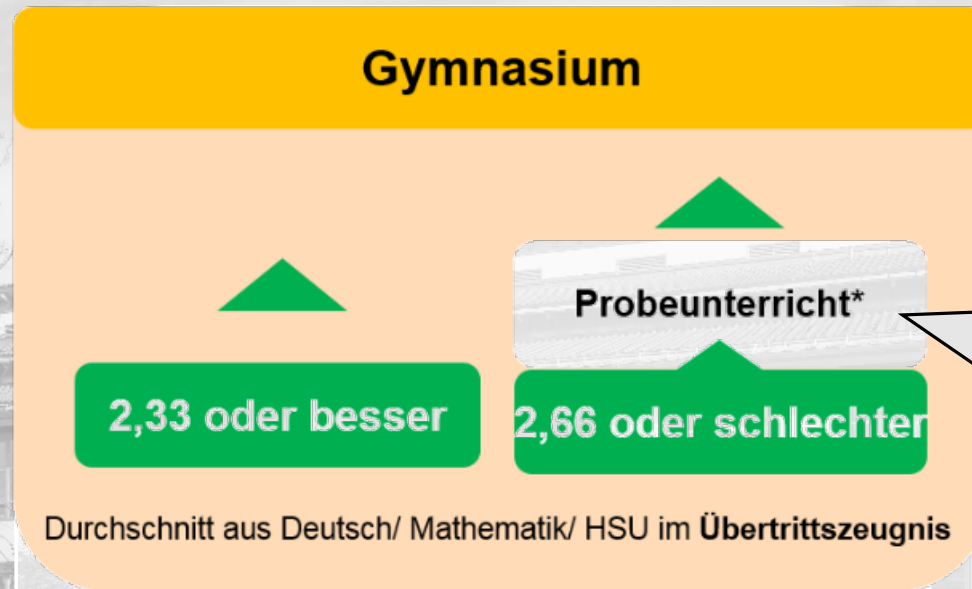 Gymnasium
Probeunterricht*
2,33 oder besser
2,66 oder schlechter
Durchschnitt aus Deutsch/ Mathematik/ HSU im Übertrittszeugnis